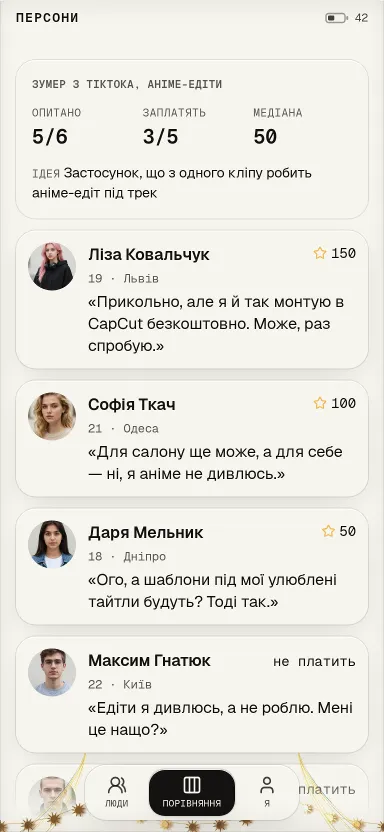 ПЕРСОНИ
42
ЗУМЕР З ТІКТОКА, АНІМЕ-ЕДІТИ
ОПИТАНО ЗАПЛАТЯТЬ МЕДІАНА
5/6 3/5 50
ІДЕЯ Застосунок, що з одного кліпу робить
аніме-едіт під трек
Ліза Ковальчук 150
19 · Львів
«Прикольно, але я й так монтую в
CapCut безкоштовно. Може, раз
спробую.»
Софія Ткач 100
21 · Одеса
«Для салону ще може, а для себе
— ні, я аніме не дивлюсь.»
Даря Мельник 50
18 · Дніпро
«Ого, а шаблони під мої улюблені
тайтли будуть? Тоді так.»
Максим Гнатюк не платить
22 · Київ
«Едіти я дивлюсь, а не роблю. Мені
це нащо?»
платить
ЛЮДИ ПОРІВНЯННЯ Я